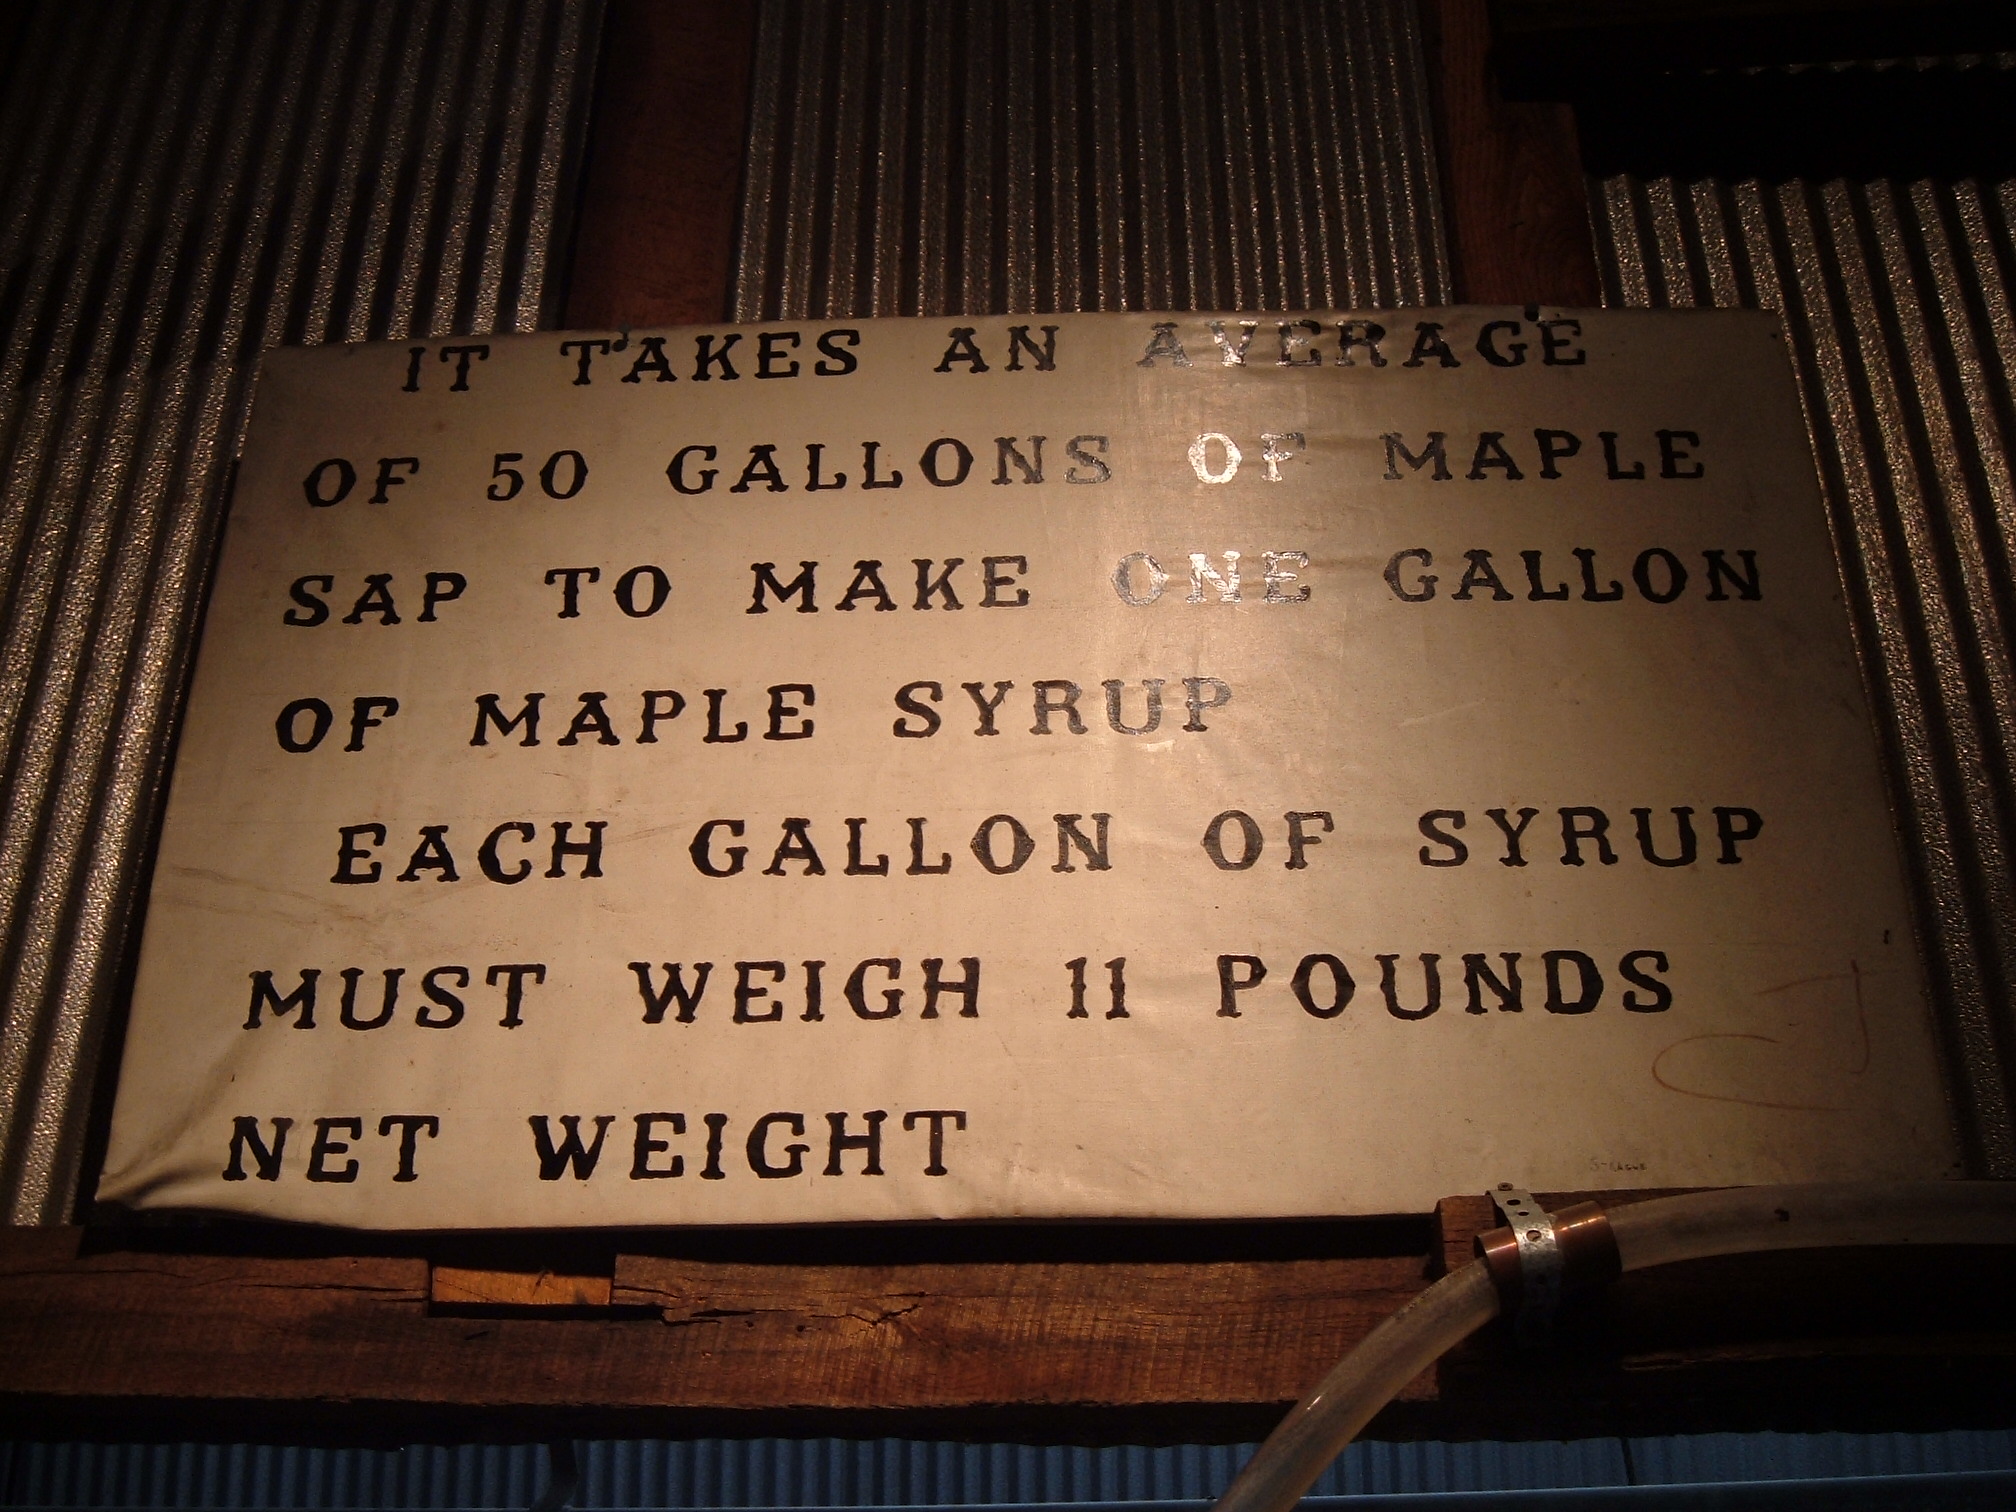 IT TAKES AN AVERAGE
OF 50 GALLONS OF MAPLE
SAP TO MAKE ONE GALLON
OF MAPLE SYRUP
EACH GALLON OF SYRUP
MUST WEIGH 11 POUNDS
NET WEIGHT